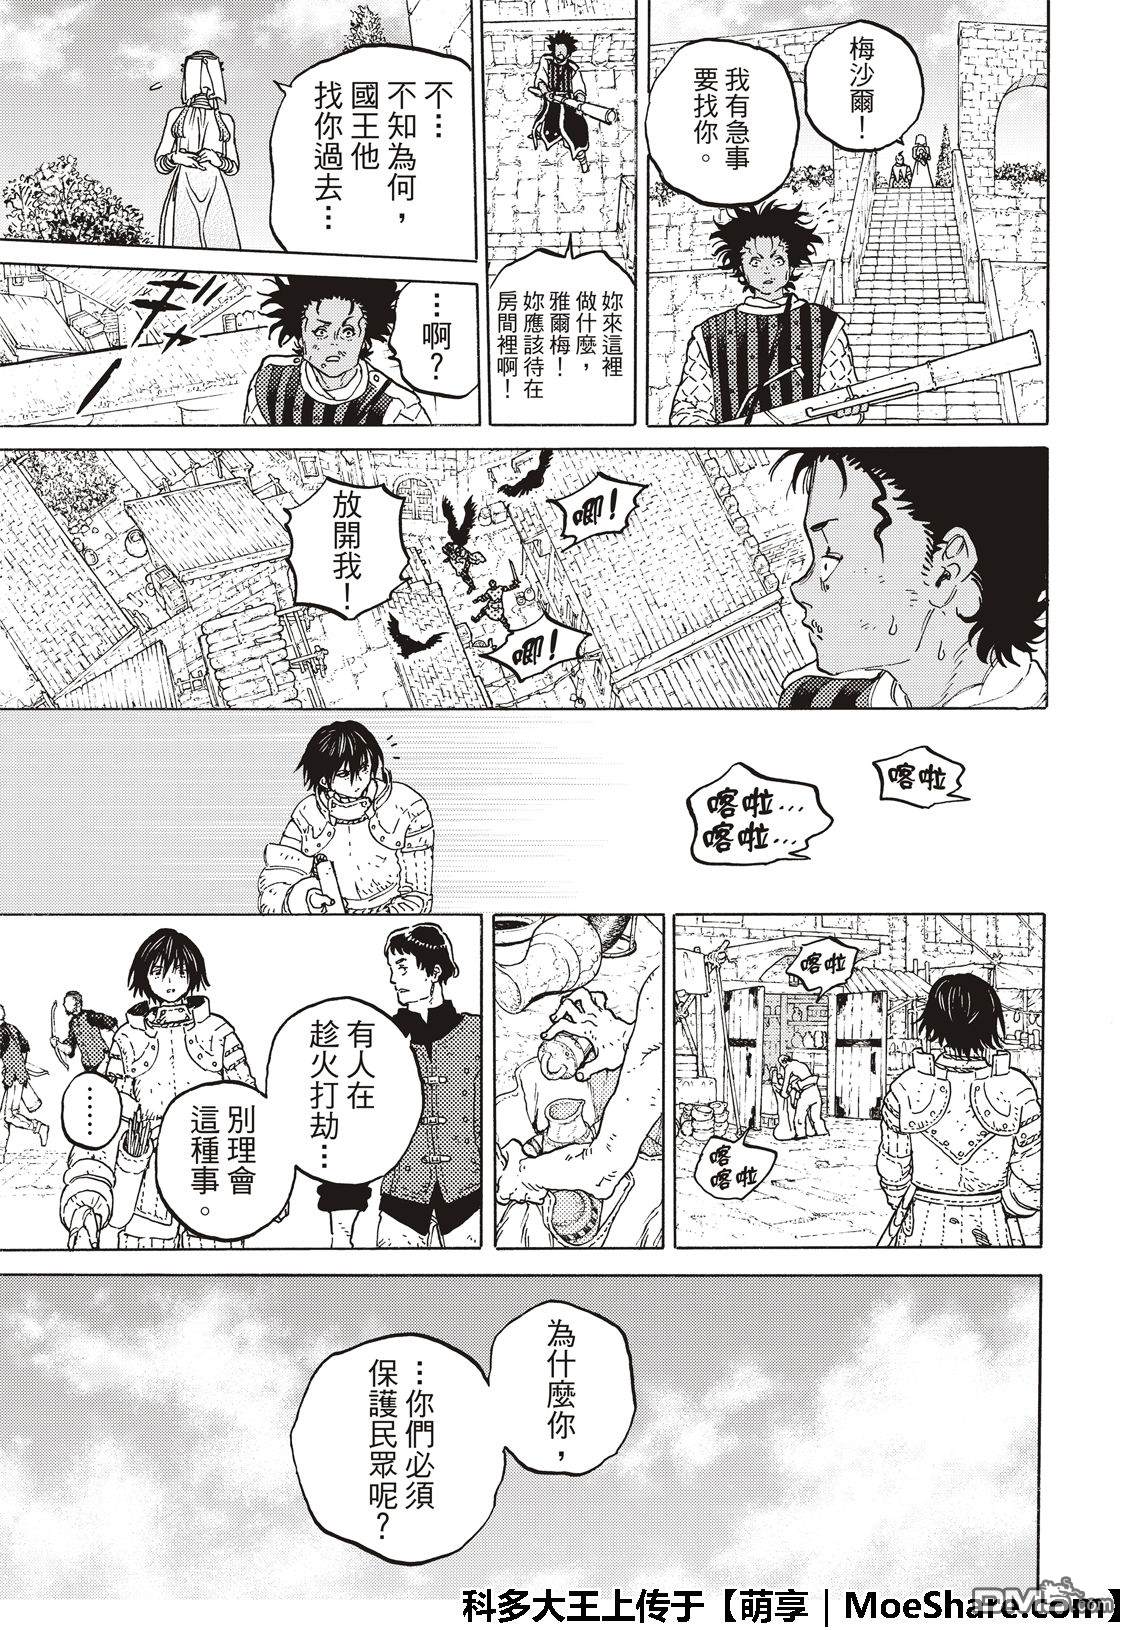 梅沙爾！
我有急事
要找你。
妳來這裡
做什麼，
雅爾梅！
妳應該待在
房間裡啊！
不…
不知為何，
國王他
找你過去…
…啊？
唧！
唧！
放開我！
喀啦
喀啦…
喀啦…
喀啦
喀啦
喀啦
有人在
趁火打劫…
別理會
這種事。
……
為什麼你，
…你們必須
保護民眾呢？
科多大王上传于【萌享｜MoeShare.com】